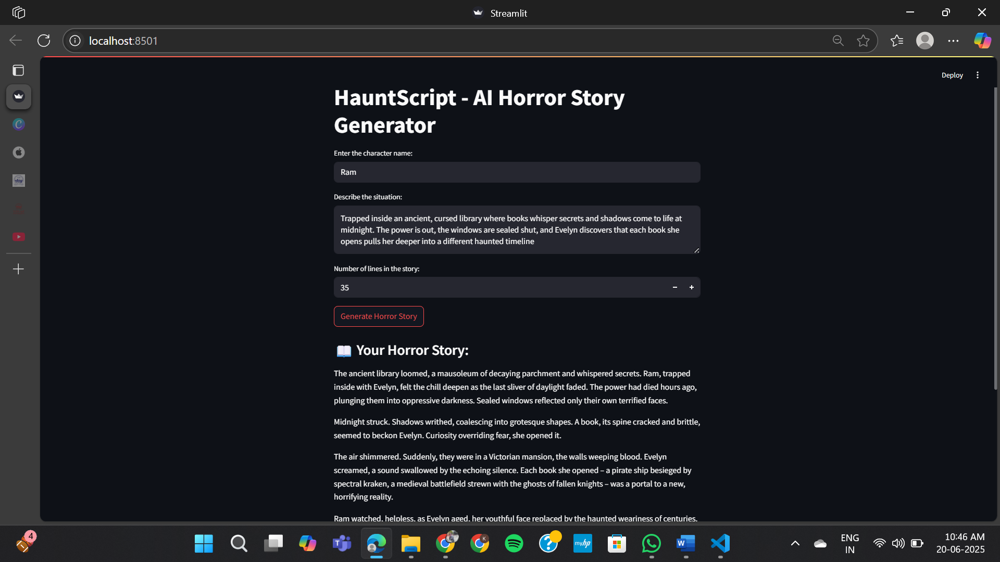 Streamlit
localhost:8501
Deploy
HauntScript - AI Horror Story
Generator
Enter the character name:
Ram
Describe the situation:
Trapped inside an ancient, cursed library where books whisper secrets and shadows come to life at
midnight. The power is out, the windows are sealed shut, and Evelyn discovers that each book she
opens pulls her deeper into a different haunted timeline
Number of lines in the story:
35
Generate Horror Story
📖 Your Horror Story:
The ancient library loomed, a mausoleum of decaying parchment and whispered secrets. Ram, trapped
inside with Evelyn, felt the chill deepen as the last sliver of daylight faded. The power had died hours ago,
plunging them into oppressive darkness. Sealed windows reflected only their own terrified faces.
Midnight struck. Shadows writhed, coalescing into grotesque shapes. A book, its spine cracked and brittle,
seemed to beckon Evelyn. Curiosity overriding fear, she opened it.
The air shimmered. Suddenly, they were in a Victorian mansion, the walls weeping blood. Evelyn
screamed, a sound swallowed by the echoing silence. Each book she opened – a pirate ship besieged by
spectral kraken, a medieval battlefield strewn with the ghosts of fallen knights – was a portal to a new,
horrifying reality.
Ram watched, helpless, as Evelyn aged, her youthful face replaced by the haunted weariness of centuries.
4
K
myhp
W
ENG
IN
10:46 AM
20-06-2025